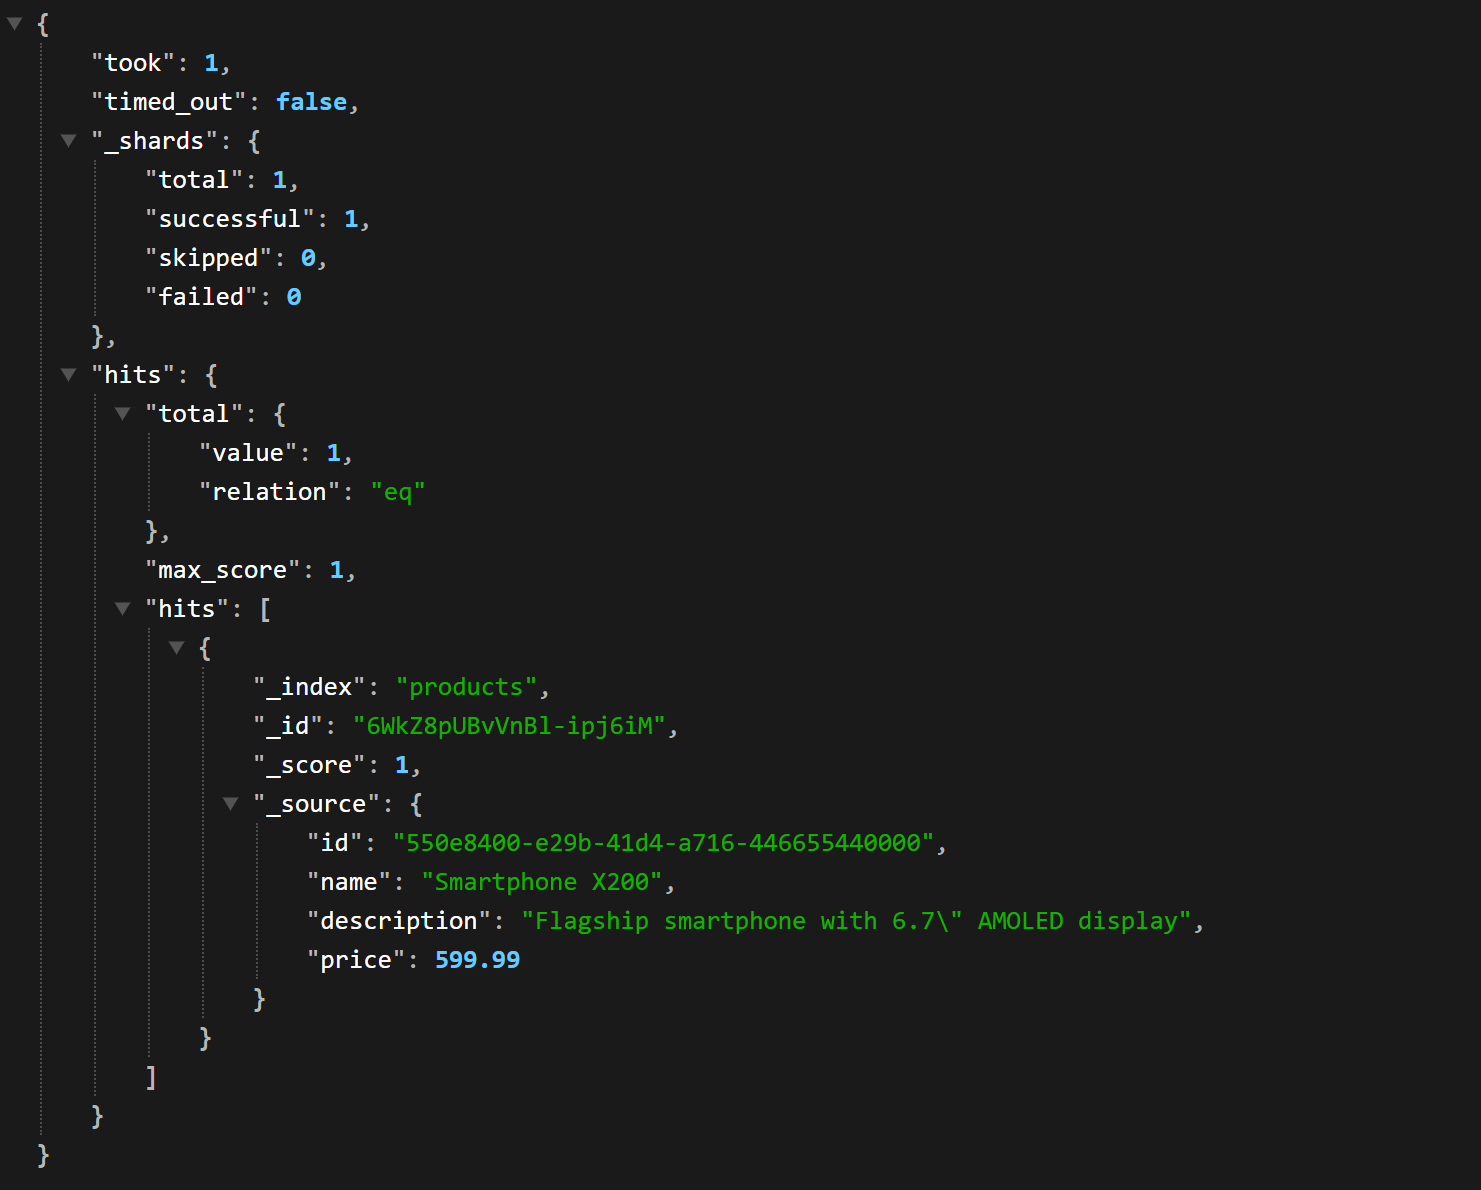 {
"took": 1,
"timed_out": false,
"_shards": {
"total": 1,
"successful": 1,
"skipped": 0,
"failed": 0
},
"hits": {
"total": {
"value": 1,
"relation": "eq"
},
"max_score": 1,
"hits": [
{
"_index": "products",
"_id": "6WkZ8pUBvVnBl-ipj6iM",
"_score": 1,
"_source": {
"id": "550e8400-e29b-41d4-a716-446655440000",
"name": "Smartphone X200",
"description": "Flagship smartphone with 6.7\" AMOLED display",
"price": 599.99
}
}
]
}
}